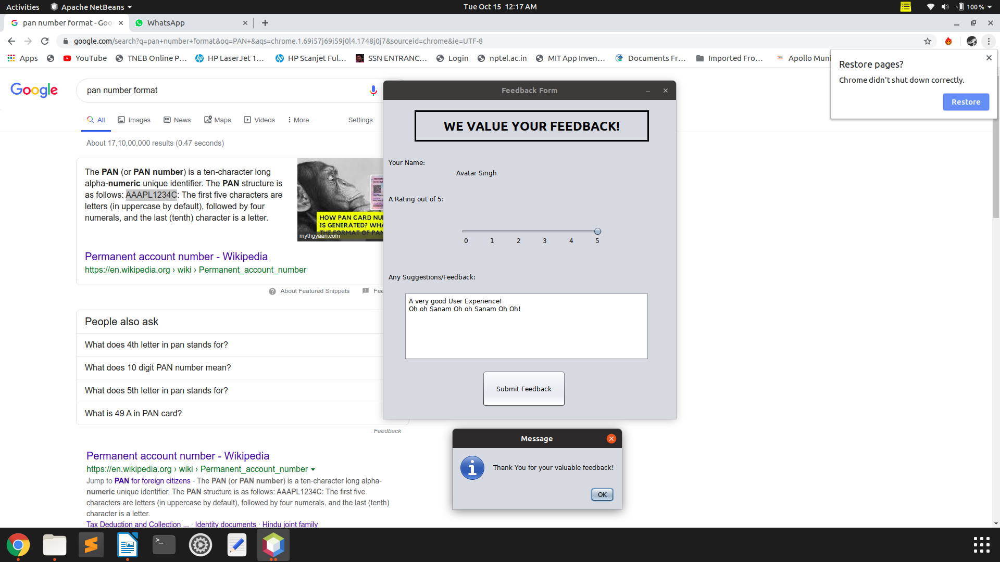 Activities
Apache NetBeans
Tue Oct 15 12:17 AM
100 %
pan number format - Goo
WhatsApp
google.com/search?q=pan+number+format&oq=PAN+&aqs=chrome.1.69i57j69i59j0l4.1748j0j7&sourceid=chrome&ie=UTF-8
Apps
YouTube
TNEB Online P...
HP LaserJet 1...
HP Scanjet Ful...
SSN ENTRANC...
Login
nptel.ac.in
MIT App Inven...
Documents Fr...
Imported Fro...
Apollo Muni
Restore pages?
Chrome didn't shut down correctly.
Restore
Google
pan number format
All
Images
News
Maps
Videos
More
Settings
About 17,10,00,000 results (0.47 seconds)
The PAN (or PAN number) is a ten-character long
alpha-numeric unique identifier. The PAN structure is
as follows: AAAPL1234C: The first five characters are
letters (in uppercase by default), followed by four
numerals, and the last (tenth) character is a letter.
HOW PAN CARD NU
IS GENERATED? WHA
THE FORMAT OF PAN
mythgyaan.com
Permanent account number - Wikipedia
https://en.wikipedia.org › wiki › Permanent_account_number
About Featured Snippets
Fee
People also ask
What does 4th letter in pan stands for?
What does 10 digit PAN number mean?
What does 5th letter in pan stands for?
What is 49 A in PAN card?
Feedback
Permanent account number - Wikipedia
https://en.wikipedia.org › wiki › Permanent_account_number
Jump to PAN for foreign citizens - The PAN (or PAN number) is a ten-character long alpha-
numeric unique identifier. The PAN structure is as follows: AAAPL1234C: The first five
characters are letters (in uppercase by default), followed by four numerals, and the last (tenth)
character is a letter.
Tax Deduction and Collection ... · Identity documents · Hindu joint family
Feedback Form
WE VALUE YOUR FEEDBACK!
Your Name:
Avatar Singh
A Rating out of 5:
0 1 2 3 4 5
Any Suggestions/Feedback:
A very good User Experience!
Oh oh Sanam Oh oh Sanam Oh Oh!
Submit Feedback
Message
Thank You for your valuable feedback!
OK